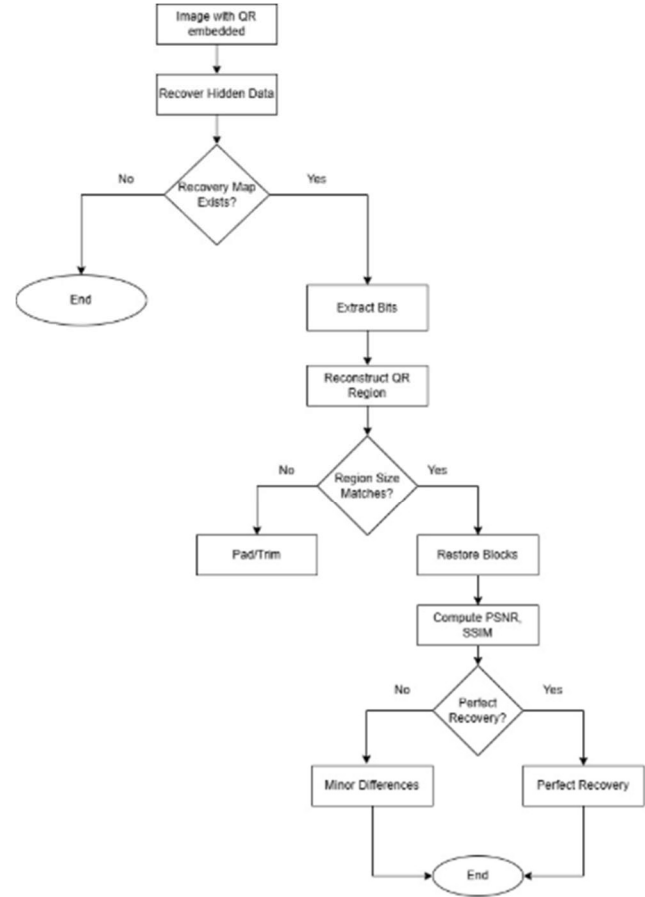 Image with QR
embedded
Recover Hidden Data
No
Yes
Recovery Map
Exists?
End
Extract Bits
Reconstruct QR
Region
No
Yes
Region Size
Matches?
Pad/Trim
Restore Blocks
Compute PSNR,
SSIM
No
Yes
Perfect
Recovery?
Minor Differences
Perfect Recovery
End